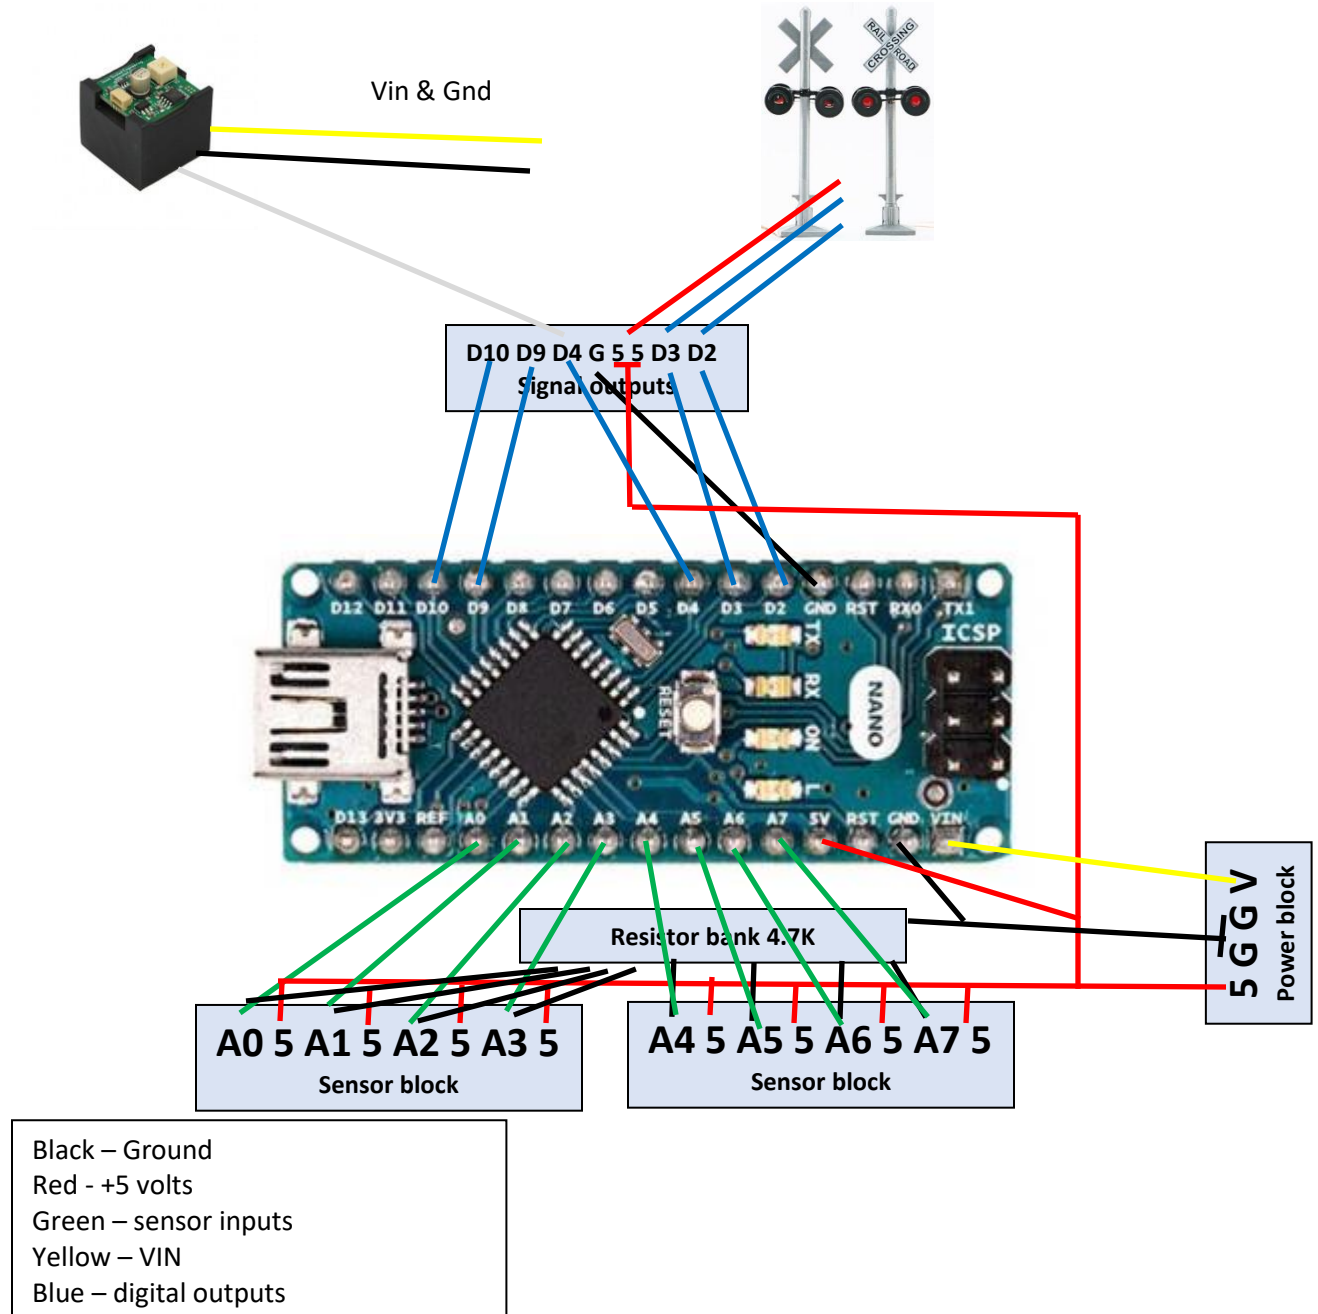 Vin & Gnd
RAIL ROAD
CROSSING
D10 D9 D4 G 5 5 D3 D2
Signal outputs
D12 D11 D10 D9 D8 D7 D6 D5 D4 D3 D2 GND RST RX0 TX1
ICSP
TX
RX
ON
L
RESET
NANO
D13 3V3 REF A0 A1 A2 A3 A4 A5 A6 A7 5V RST GND VIN
Resistor bank 4.7K
5 G G V
Power block
A0 5 A1 5 A2 5 A3 5
Sensor block
A4 5 A5 5 A6 5 A7 5
Sensor block
Black – Ground
Red - +5 volts
Green – sensor inputs
Yellow – VIN
Blue – digital outputs